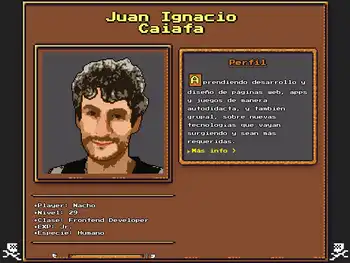 Juan Ignacio
Caiafa
Perfil
Aprendiendo desarrollo y
diseño de páginas web, apps
y juegos de manera
autodidacta, y también
grupal, sobre nuevas
tecnologías que vayan
surgiendo y sean más
requeridas.
▸Más info )
•Player: Nacho
•Nivel: 29
•Clase: Frontend Developer
•EXP: Jr.
•Especie: Humano